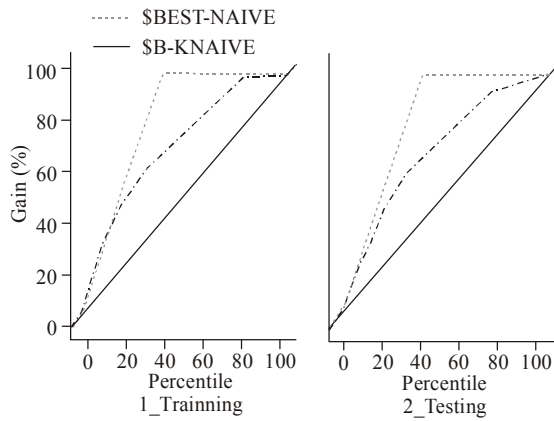 $BEST-NAIVE
$B-KNAIVE
Gain (%)
100
80
60
40
20
0
0 20 40 60 80 100
Percentile
1_Trainning
0 20 40 60 80 100
Percentile
2_Testing